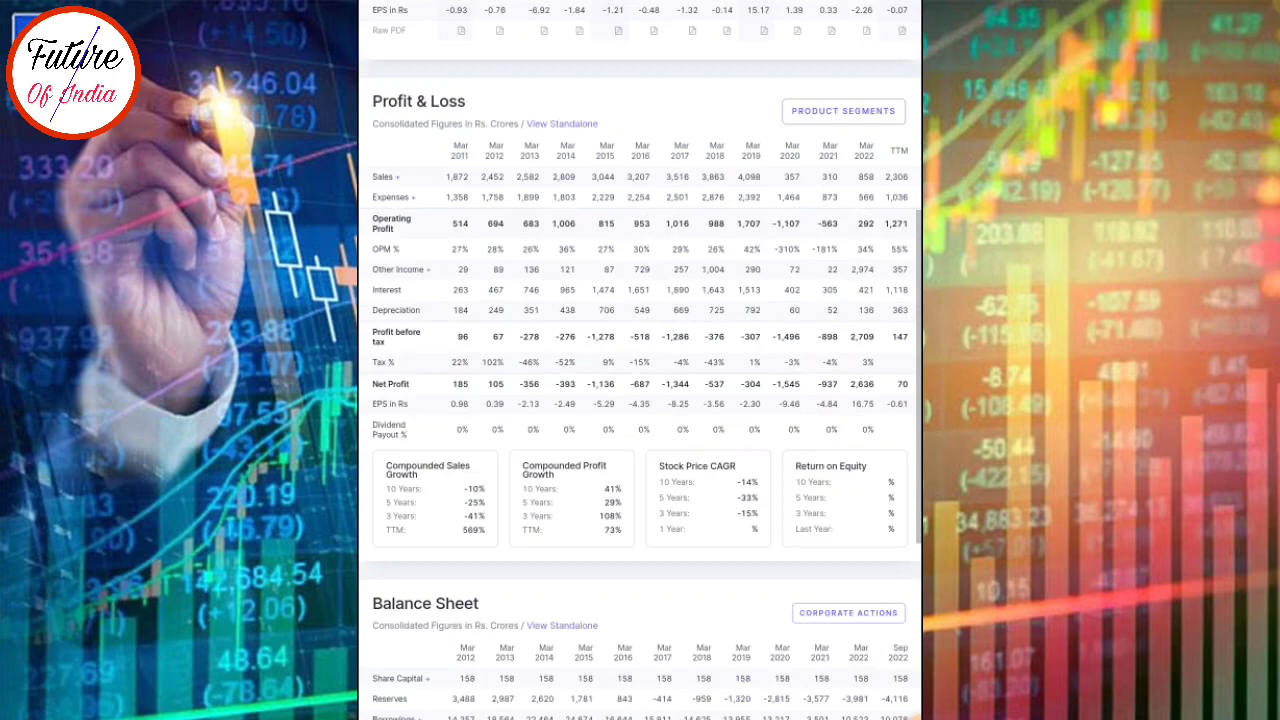 Future
Of India
EPS in Rs -0.93 -0.76 -6.92 -1.84 -1.21 -0.48 -1.32 -0.14 15.17 1.39 0.33 -2.26 -0.07
Raw PDF
Profit & Loss
PRODUCT SEGMENTS
Consolidated Figures in Rs. Crores / View Standalone
Mar 2011 Mar 2012 Mar 2013 Mar 2014 Mar 2015 Mar 2016 Mar 2017 Mar 2018 Mar 2019 Mar 2020 Mar 2021 Mar 2022 TTM
Sales + 1,872 2,452 2,582 2,809 3,044 3,207 3,516 3,863 4,098 357 310 858 2,306
Expenses + 1,358 1,758 1,899 1,803 2,229 2,254 2,501 2,876 2,392 1,464 873 566 1,036
Operating Profit 514 694 683 1,006 815 953 1,016 988 1,707 -1,107 -563 292 1,271
OPM % 27% 28% 26% 36% 27% 30% 29% 26% 42% -310% -181% 34% 55%
Other Income + 29 89 136 121 87 729 257 1,004 290 72 22 2,974 357
Interest 263 467 746 965 1,474 1,651 1,890 1,643 1,513 402 305 421 1,118
Depreciation 184 249 351 438 706 549 669 725 792 60 52 136 363
Profit before tax 96 67 -278 -276 -1,278 -518 -1,286 -376 -307 -1,496 -898 2,709 147
Tax % 22% 102% -46% -52% 9% -15% -4% -43% 1% -3% -4% 3%
Net Profit 185 105 -356 -393 -1,136 -687 -1,344 -537 -304 -1,545 -937 2,636 70
EPS in Rs 0.98 0.39 -2.13 -2.49 -5.29 -4.35 -8.25 -3.56 -2.30 -9.46 -4.84 16.75 -0.61
Dividend Payout % 0% 0% 0% 0% 0% 0% 0% 0% 0% 0% 0% 0%
Compounded Sales Growth
10 Years: -10%
5 Years: -25%
3 Years: -41%
TTM: 569%
Compounded Profit Growth
10 Years: 41%
5 Years: 29%
3 Years: 108%
TTM: 73%
Stock Price CAGR
10 Years: -14%
5 Years: -33%
3 Years: -15%
1 Year: %
Return on Equity
10 Years: %
5 Years: %
3 Years: %
Last Year: %
Balance Sheet
CORPORATE ACTIONS
Consolidated Figures in Rs. Crores / View Standalone
Mar 2012 Mar 2013 Mar 2014 Mar 2015 Mar 2016 Mar 2017 Mar 2018 Mar 2019 Mar 2020 Mar 2021 Mar 2022 Sep 2022
Share Capital + 158 158 158 158 158 158 158 158 158 158 158 158
Reserves 3,488 2,987 2,620 1,781 843 -414 -959 -1,320 -2,815 -3,577 -3,981 -4,116